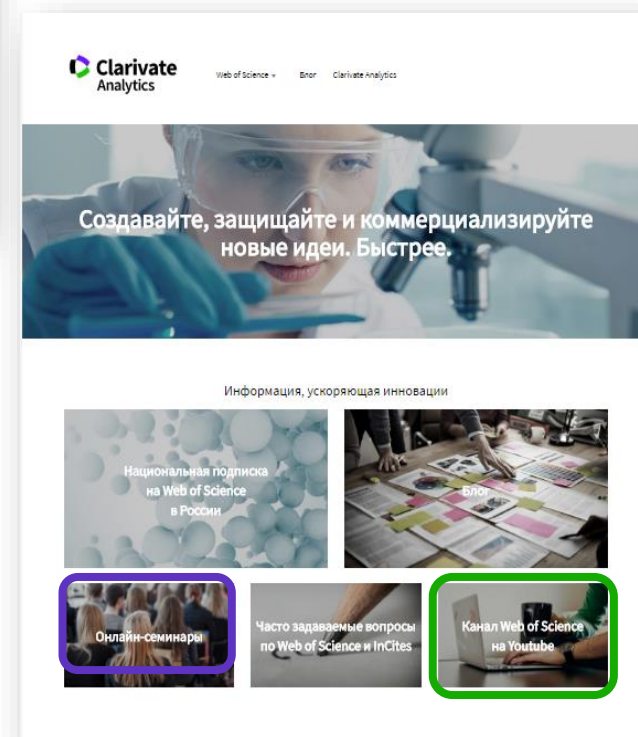 Clarivate
Analytics
Web of Science
Блог
Clarivate Analytics
Создавайте, защищайте и коммерциализируйте
новые идеи. Быстрее.
Информация, ускоряющая инновации
Национальная подписка
на Web of Science
в России
Блог
Онлайн-семинары
Часто задаваемые вопросы
по Web of Science и InCites
Канал Web of Science
на Youtube